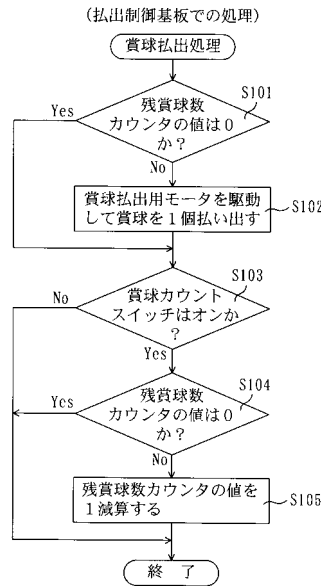 (払出制御基板での処理)
賞球払出処理
S101
残賞球数
カウンタの値は0
か?
Yes
No
賞球払出用モータを駆動
して賞球を1個払い出す
S102
S103
賞球カウント
スイッチはオンか
?
No
Yes
S104
残賞球数
カウンタの値は0
か?
Yes
No
残賞球数カウンタの値を
1減算する
S105
終 了